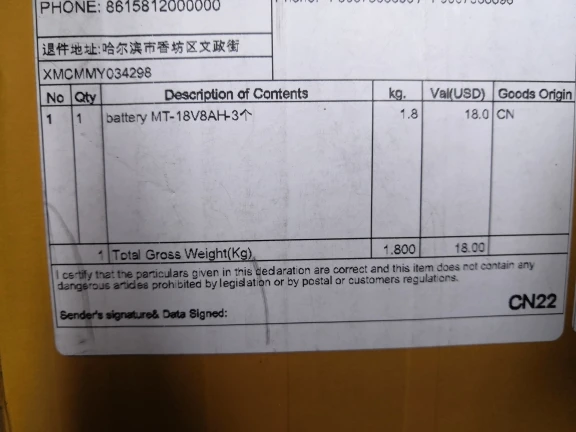 PHONE: 8615812000000
退件地址:哈尔滨市香坊区文政街
XMCMMY034298
No Qty Description of Contents kg. Val(USD) Goods Origin
1 1 battery MT-18V8AH-3个 1.8 18.0 CN
1 Total Gross Weight(Kg) 1.800 18.00
I certify that the particulars given in this declaration are correct and this item does not contain any
dangerous articles prohibited by legislation or by postal or customers regulations.
Sender's signature& Data Signed:
CN22